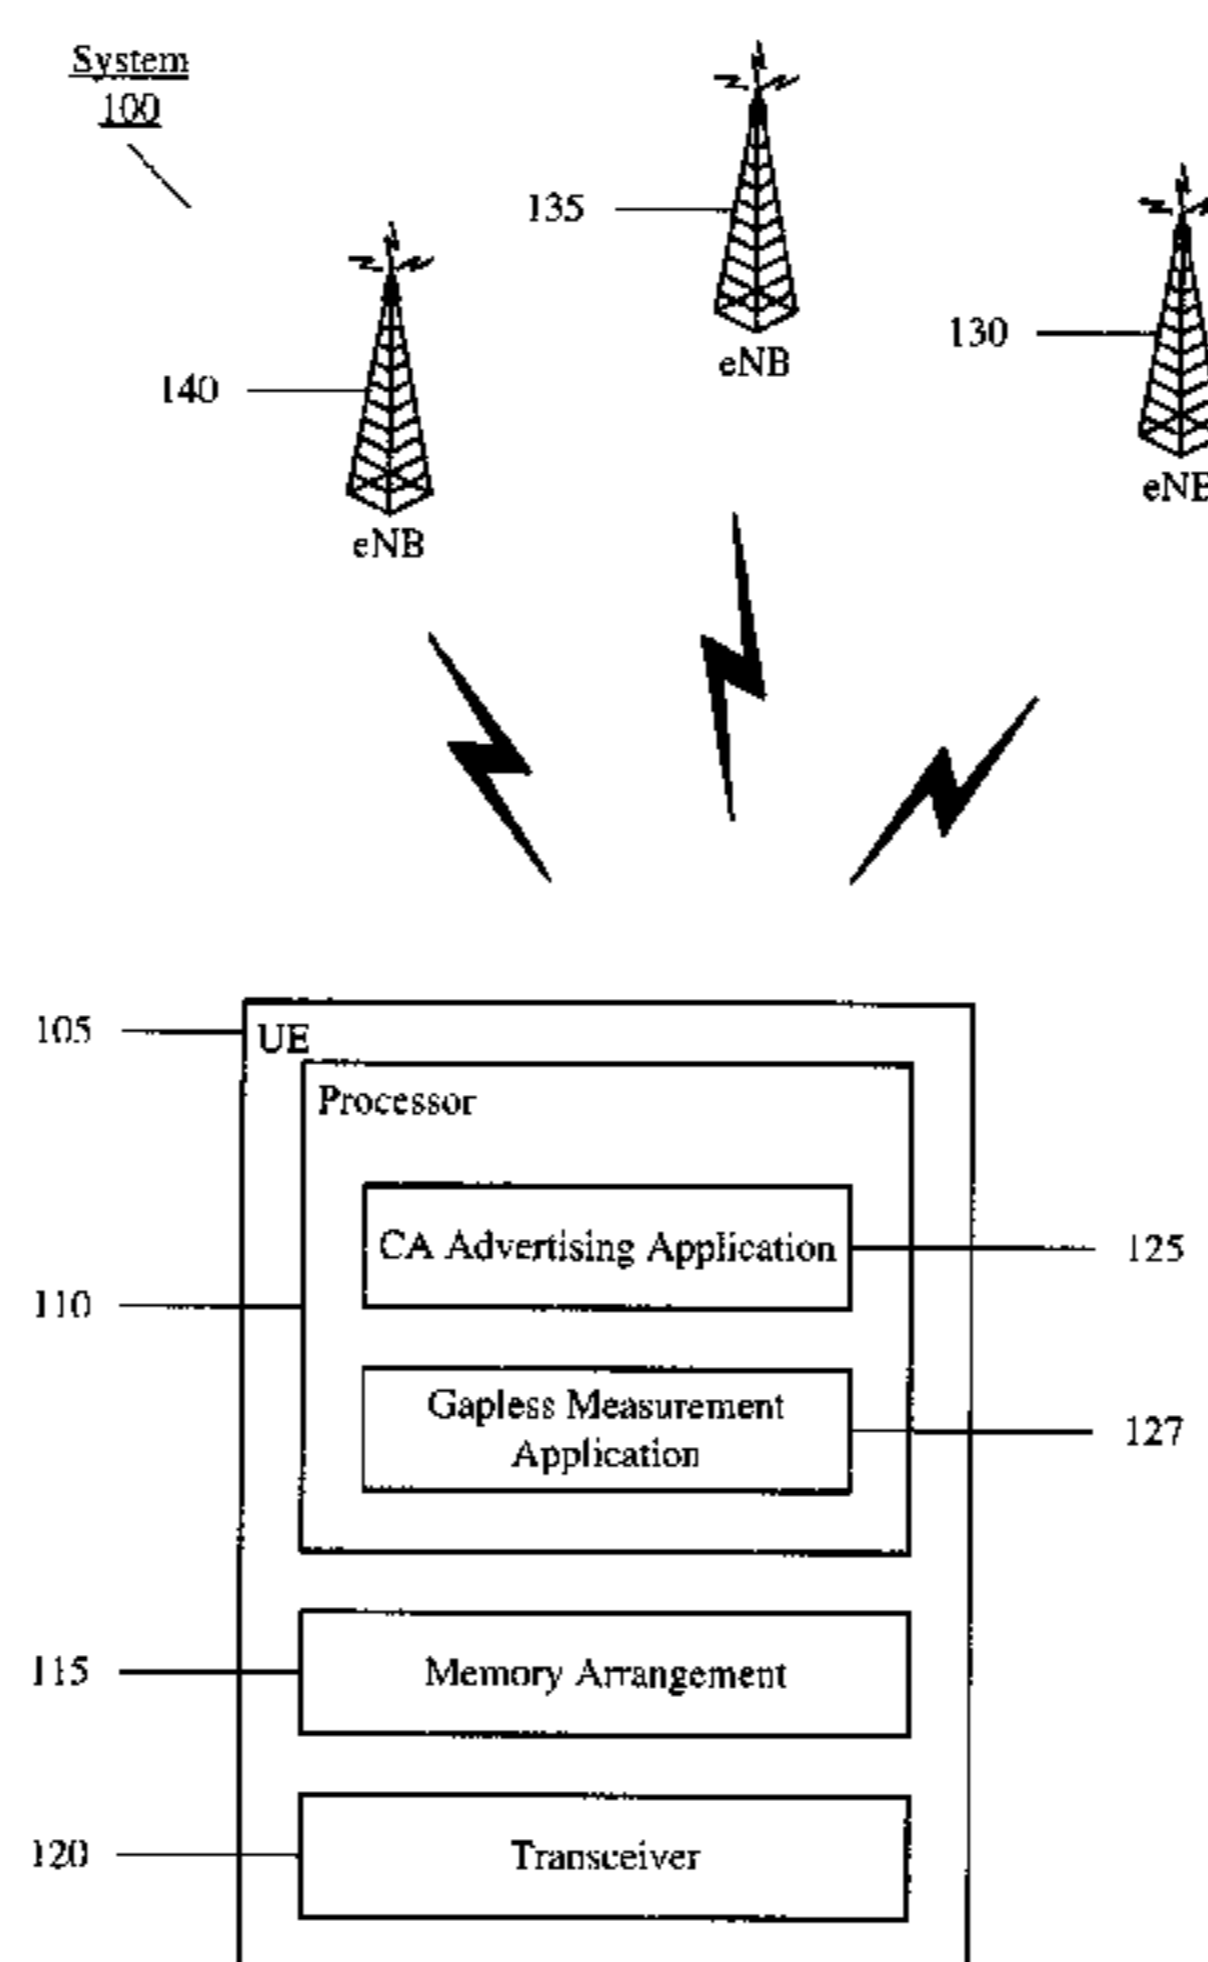 System
100
135
130
140
eNB
eNB
eNB
105
UE
Processor
CA Advertising Application
125
110
Gapless Measurement
Application
127
115
Memory Arrangement
120
Transceiver